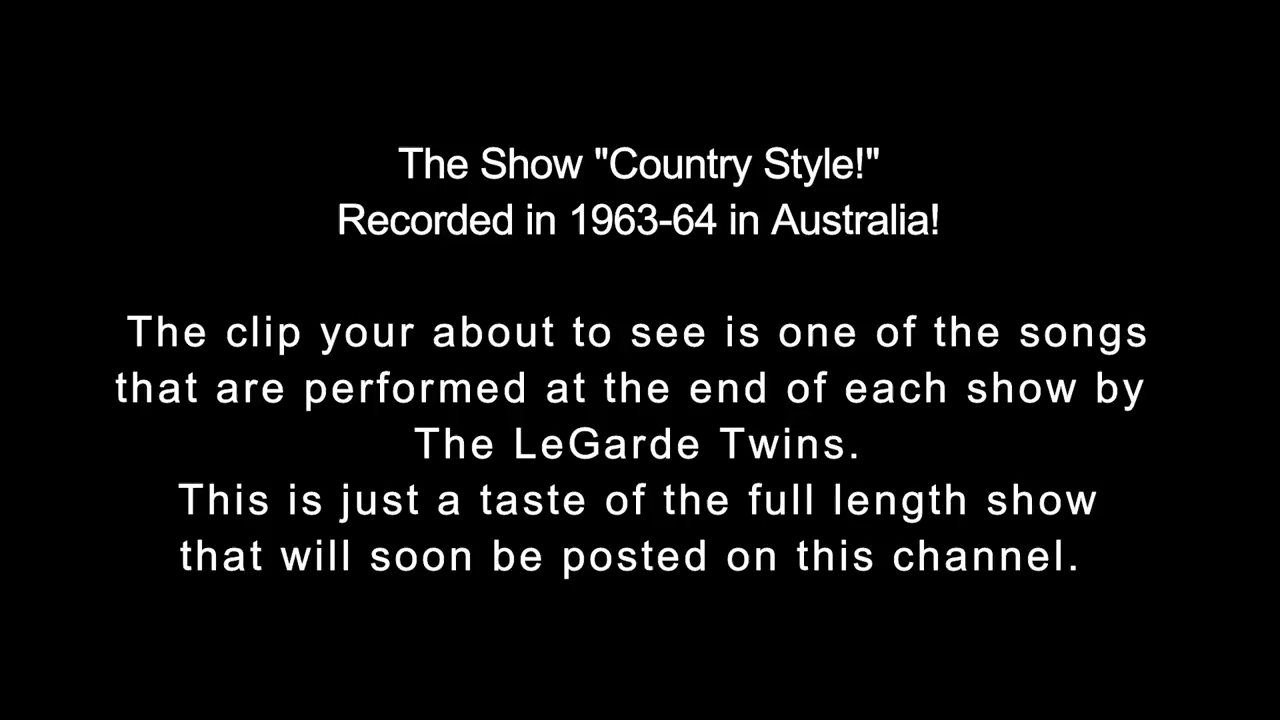 The Show "Country Style!"
Recorded in 1963-64 in Australia!
The clip your about to see is one of the songs
that are performed at the end of each show by
The LeGarde Twins.
This is just a taste of the full length show
that will soon be posted on this channel.